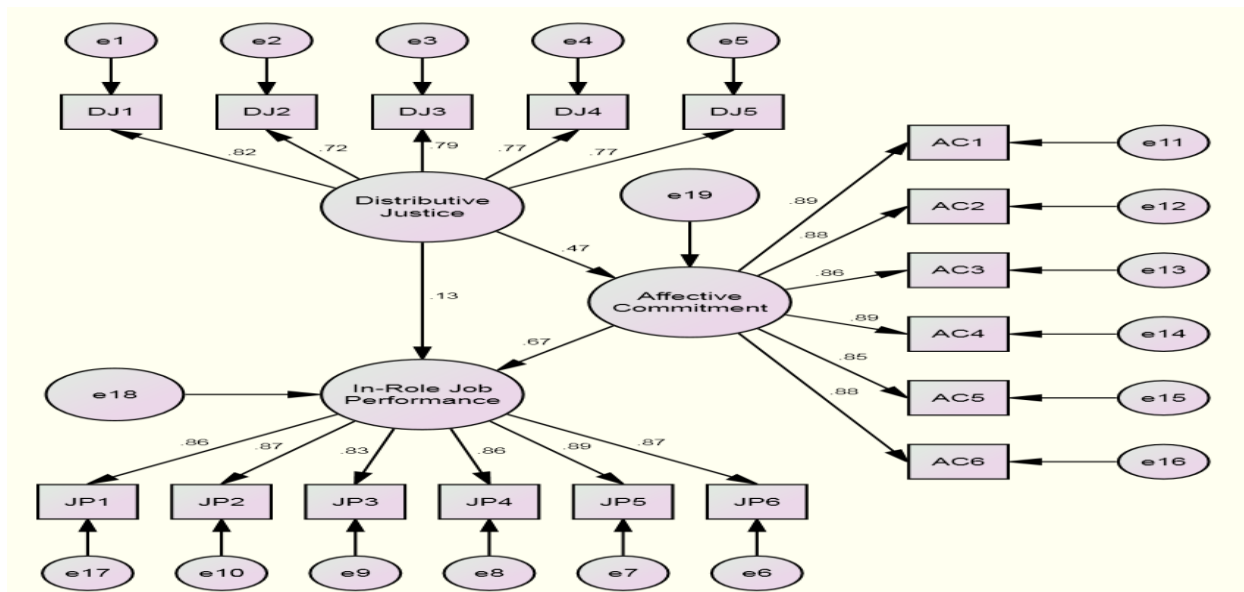 e1 e2 e3 e4 e5
DJ1 DJ2 DJ3 DJ4 DJ5
.82 .72 .79 .77 .77
Distributive
Justice
e19
AC1 e11
AC2 e12
AC3 e13
AC4 e14
AC5 e15
AC6 e16
.89
.88
.86
.89
.85
.88
.47
Affective
Commitment
.13
.67
e18
In-Role Job
Performance
.86 .87 .83 .86 .89 .87
JP1 JP2 JP3 JP4 JP5 JP6
e17 e10 e9 e8 e7 e6